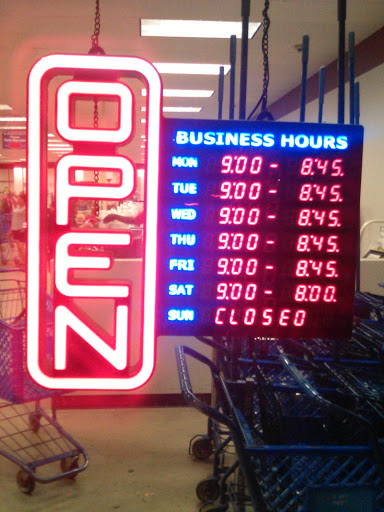 OPEN
BUSINESS HOURS
MON 9:00 - 8:45.
TUE 9:00 - 8:45.
WED 9:00 - 8:45.
THU 9:00 - 8:45.
FRI 9:00 - 8:45.
SAT 9:00 - 8:00.
SUN CLOSED